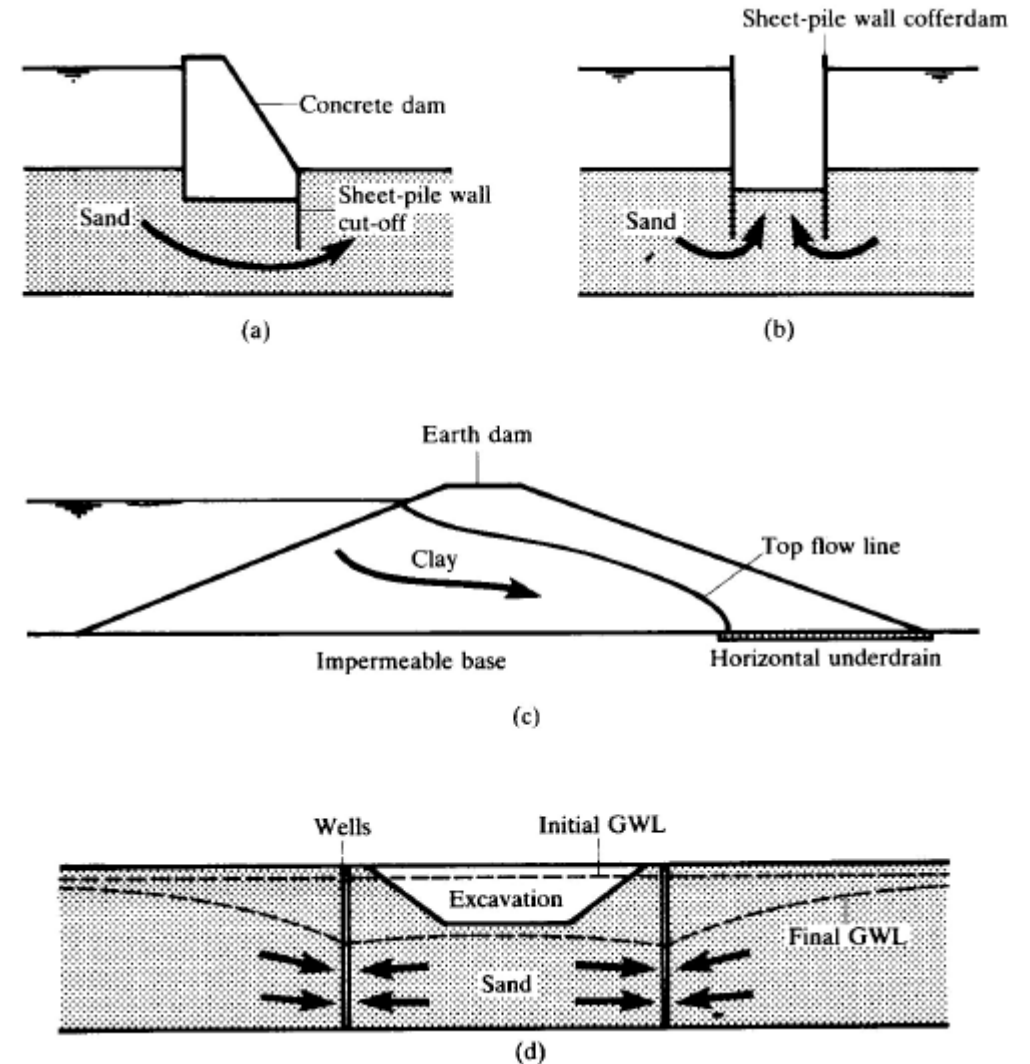 Sheet-pile wall cofferdam
Concrete dam
Sheet-pile wall
cut-off
Sand
(a)
Sand
(b)
Earth dam
Clay
Top flow line
Impermeable base
Horizontal underdrain
(c)
Wells
Initial GWL
Excavation
Final GWL
Sand
(d)